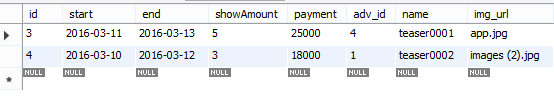 id start end showAmount payment adv_id name img_url
3 2016-03-11 2016-03-13 5 25000 4 teaser0001 app.jpg
4 2016-03-10 2016-03-12 3 18000 1 teaser0002 images (2).jpg
NULL NULL NULL NULL NULL NULL NULL NULL